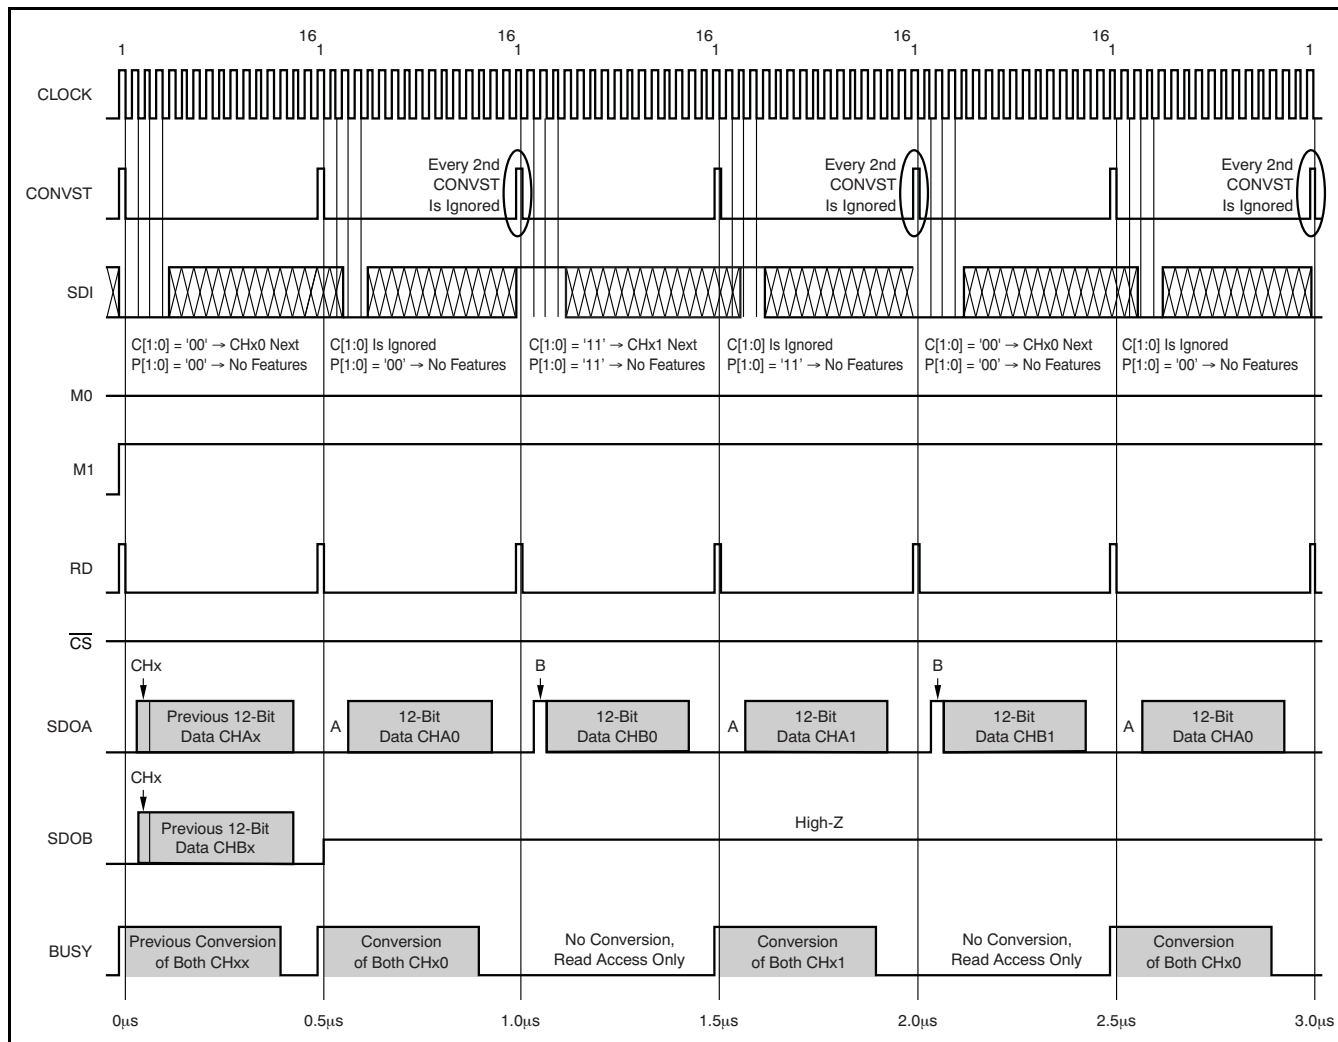 1 16 1 16 1 16 1 16 1 16 1 1
CLOCK
Every 2nd
CONVST
Is Ignored
Every 2nd
CONVST
Is Ignored
Every 2nd
CONVST
Is Ignored
CONVST
SDI
C[1:0] = '00' → CHx0 Next
P[1:0] = '00' → No Features
C[1:0] Is Ignored
P[1:0] = '00' → No Features
C[1:0] = '11' → CHx1 Next
P[1:0] = '11' → No Features
C[1:0] Is Ignored
P[1:0] = '11' → No Features
C[1:0] = '00' → CHx0 Next
P[1:0] = '00' → No Features
C[1:0] Is Ignored
P[1:0] = '00' → No Features
M0
M1
RD
CS
CHx
B
B
SDOA
Previous 12-Bit
Data CHAx
A
12-Bit
Data CHA0
12-Bit
Data CHB0
A
12-Bit
Data CHA1
12-Bit
Data CHB1
A
12-Bit
Data CHA0
CHx
SDOB
Previous 12-Bit
Data CHBx
High-Z
BUSY
Previous Conversion
of Both CHxx
Conversion
of Both CHx0
No Conversion,
Read Access Only
Conversion
of Both CHx1
No Conversion,
Read Access Only
Conversion
of Both CHx0
0µs 0.5µs 1.0µs 1.5µs 2.0µs 2.5µs 3.0µs